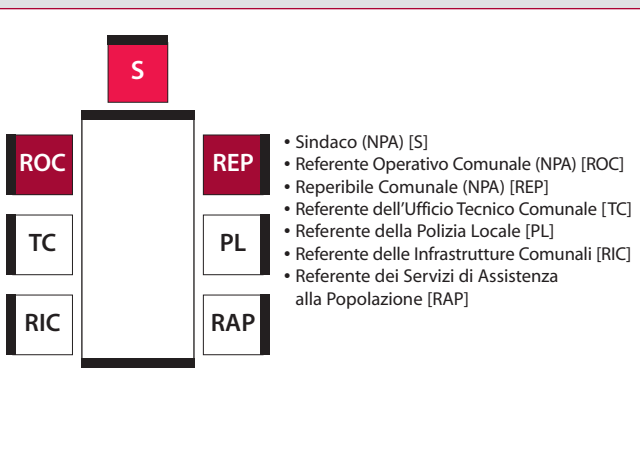 S
ROC
REP
TC
PL
RIC
RAP
• Sindaco (NPA) [S]
• Referente Operativo Comunale (NPA) [ROC]
• Reperibile Comunale (NPA) [REP]
• Referente dell’Ufficio Tecnico Comunale [TC]
• Referente della Polizia Locale [PL]
• Referente delle Infrastrutture Comunali [RIC]
• Referente dei Servizi di Assistenza
alla Popolazione [RAP]